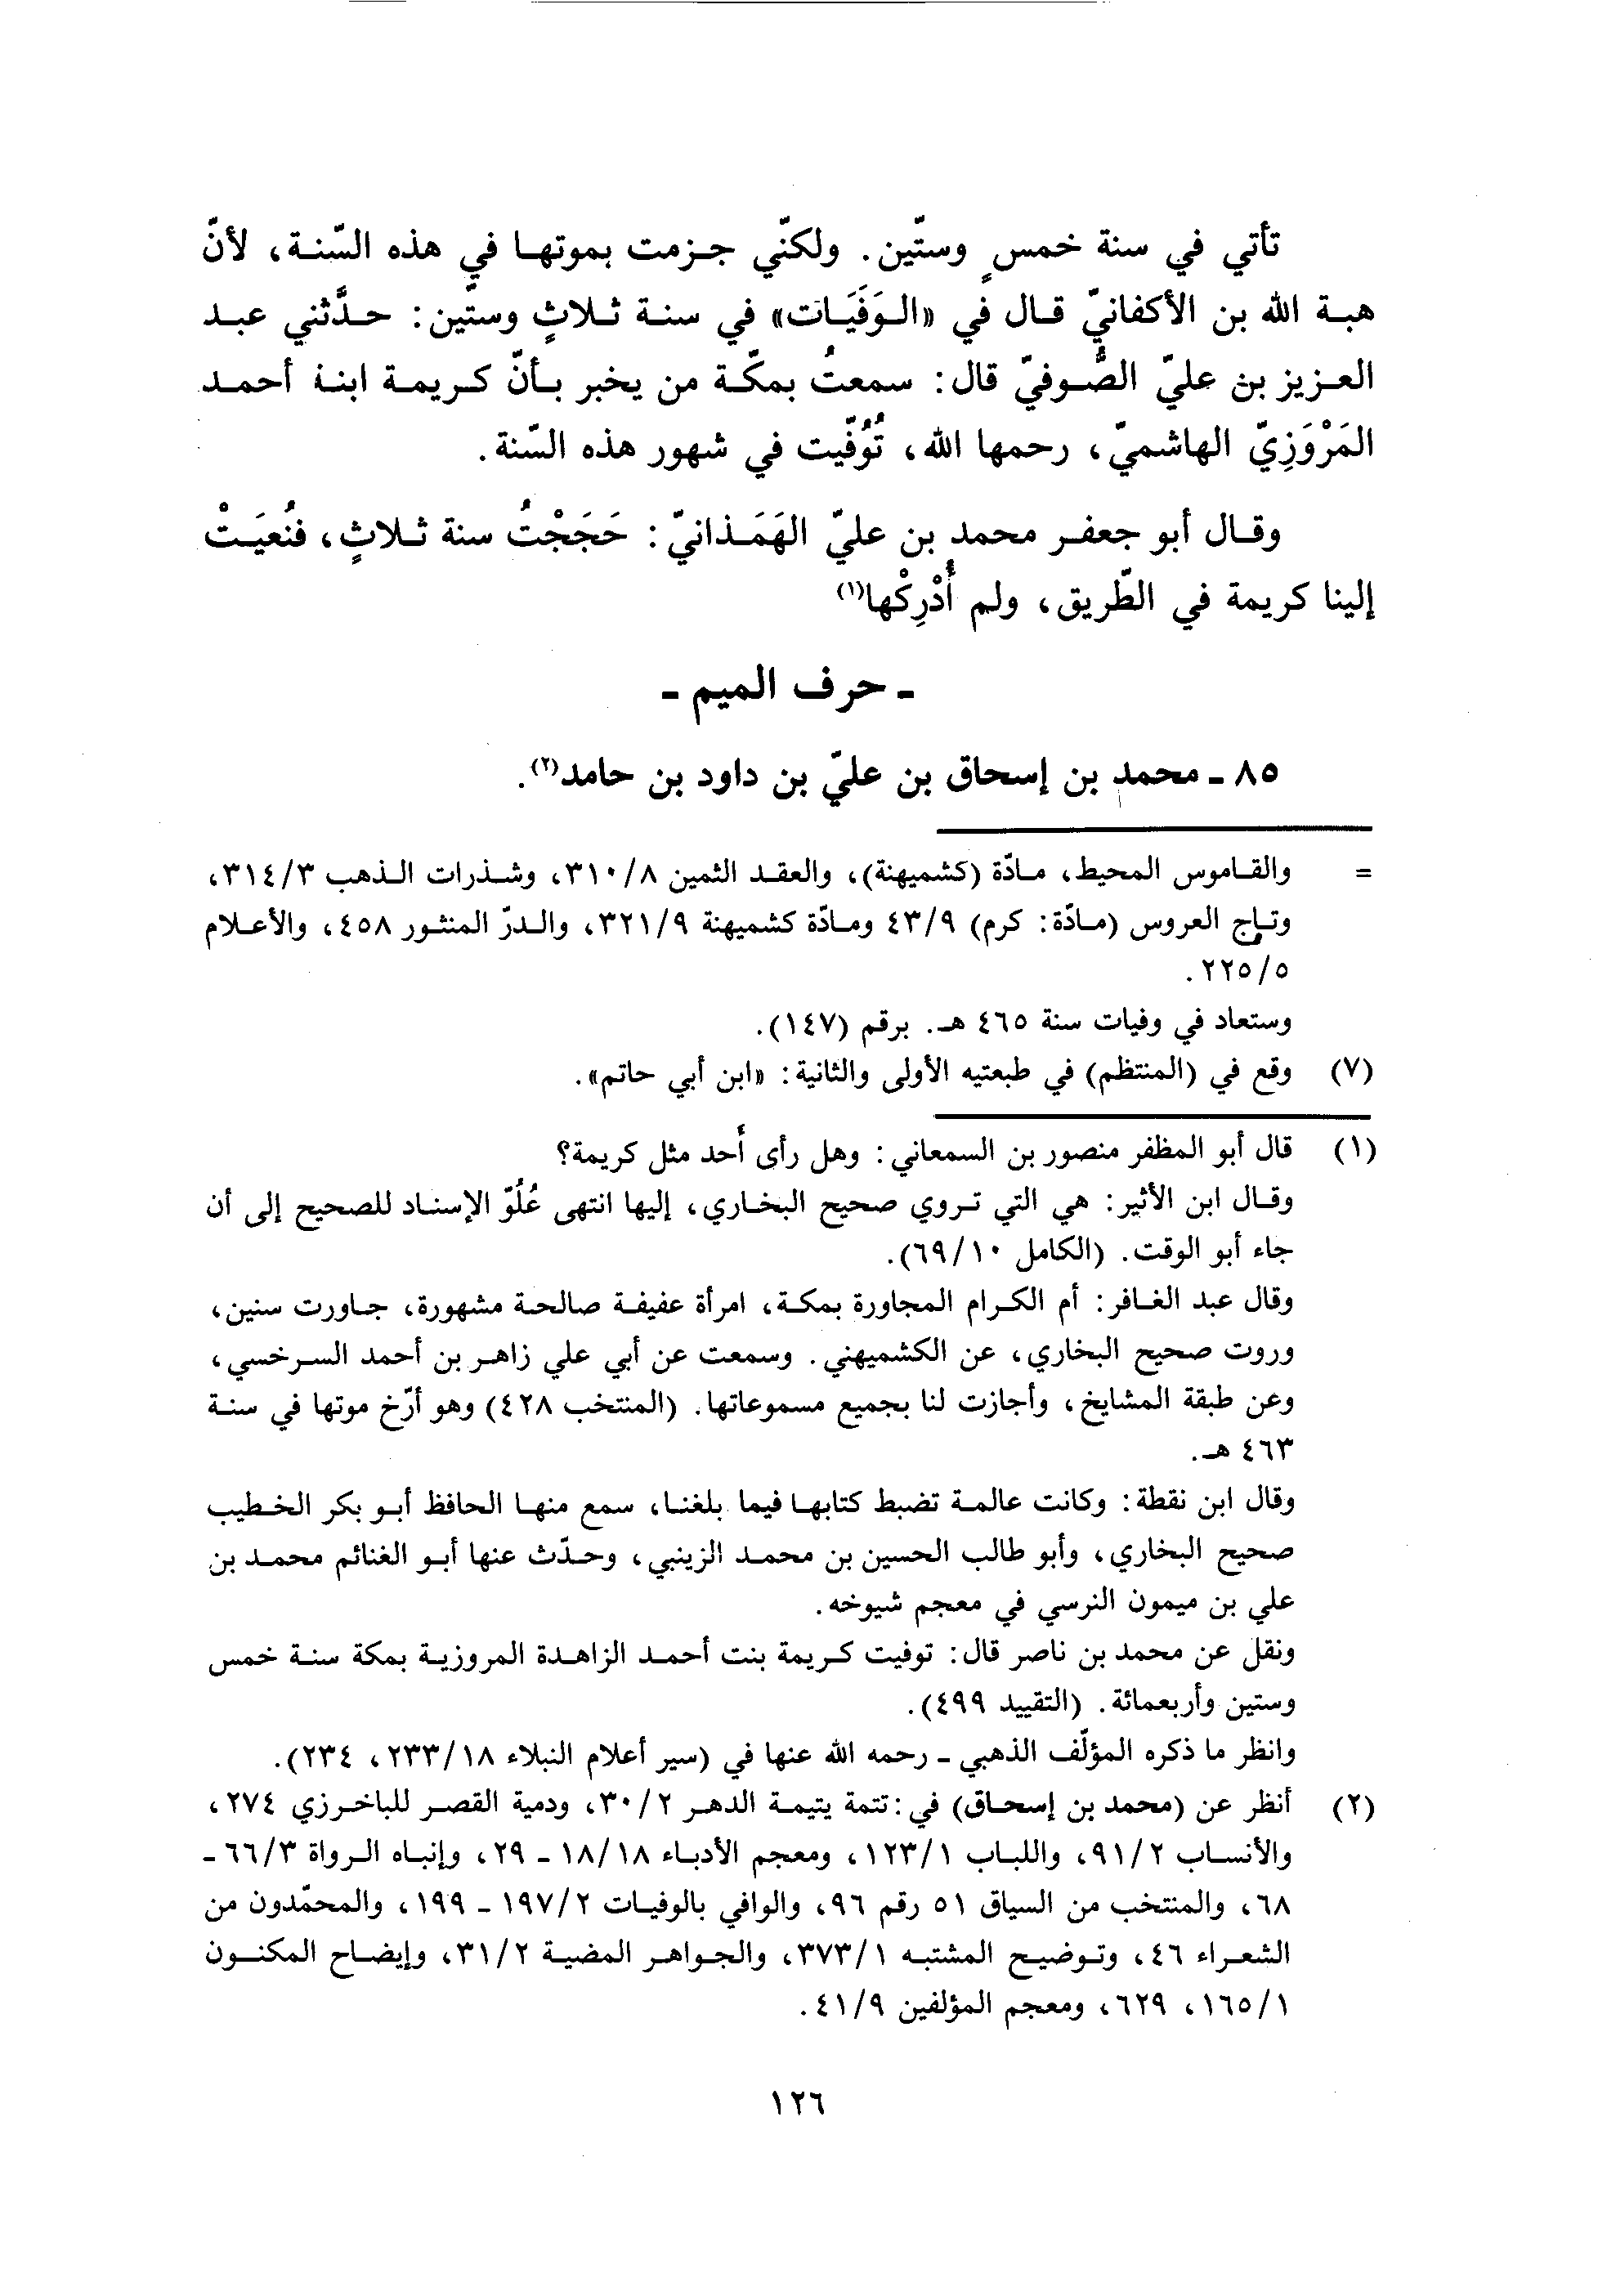 تأتي في سنة خمسٍ وستّين. ولكنّي جزمت بموتها في هذه السّنة، لأنّ
هبة الله بن الأكفانيّ قال في «الوَفَيَات» في سنة ثلاثٍ وستّين: حدَّثني عبد
العزيز بن عليّ الصُّوفيّ قال: سمعتُ بمكّة من يخبر بأنّ كريمة ابنة أحمد
المَرْوَزِيّ الهاشميّ، رحمها الله، تُوُفّيت في شهور هذه السّنة.
وقال أبو جعفر محمد بن عليّ الهَمَذانيّ: حَجَجْتُ سنة ثلاثٍ، فنُعيَتْ
إلينا كريمة في الطّريق، ولم أُدْرِكْها(١)
ـ حرف الميم ـ
٨٥ ـ محمد بن إسحاق بن عليّ بن داود بن حامد(٢).
= والقاموس المحيط، مادّة (كشميهنة)، والعقد الثمين ٣١٠/٨، وشذرات الذهب ٣١٤/٣،
وتاج العروس (مادّة: كرم) ٤٣/٩ ومادّة كشميهنة ٣٢١/٩، والدرّ المنثور ٤٥٨، والأعلام
٢٢٥/٥.
وستعاد في وفيات سنة ٤٦٥ هـ. برقم (١٤٧).
(٧) وقع في (المنتظم) في طبعتيه الأولى والثانية: «ابن أبي حاتم».
(١) قال أبو المظفر منصور بن السمعاني: وهل رأى أَحد مثل كريمة؟
وقال ابن الأثير: هي التي تروي صحيح البخاري، إليها انتهى عُلُوّ الإسناد للصحيح إلى أن
جاء أبو الوقت. (الكامل ٦٩/١٠).
وقال عبد الغافر: أم الكرام المجاورة بمكة، امرأة عفيفة صالحة مشهورة، جاورت سنين،
وروت صحيح البخاري، عن الكشميهني. وسمعت عن أبي علي زاهر بن أحمد السرخسي،
وعن طبقة المشايخ، وأجازت لنا بجميع مسموعاتها. (المنتخب ٤٢٨) وهو أرّخ موتها في سنة
٤٦٣ هـ.
وقال ابن نقطة: وكانت عالمة تضبط كتابها فيما بلغنا، سمع منها الحافظ أبو بكر الخطيب
صحيح البخاري، وأبو طالب الحسين بن محمد الزينبي، وحدّث عنها أبو الغنائم محمد بن
علي بن ميمون النرسي في معجم شيوخه.
ونقل عن محمد بن ناصر قال: توفيت كريمة بنت أحمد الزاهدة المروزية بمكة سنة خمس
وستين وأربعمائة. (التقييد ٤٩٩).
وانظر ما ذكره المؤلّف الذهبي ـ رحمه الله عنها في (سير أعلام النبلاء ٢٣٣/١٨، ٢٣٤).
(٢) أنظر عن (محمد بن إسحاق) في: تتمة يتيمة الدهر ٣٠/٢، ودمية القصر للباخرزي ٢٧٤،
والأنساب ٩١/٢، واللباب ١٢٣/١، ومعجم الأدباء ١٨/١٨ ـ ٢٩، وإنباه الرواة ٦٦/٣ ـ
٦٨، والمنتخب من السياق ٥١ رقم ٩٦، والوافي بالوفيات ١٩٧/٢ ـ ١٩٩، والمحمّدون من
الشعراء ٤٦، وتوضيح المشتبه ٣٧٣/١، والجواهر المضية ٣١/٢، وإيضاح المكنون
١٦٥/١، ٦٢٩، ومعجم المؤلفين ٤١/٩.
١٢٦